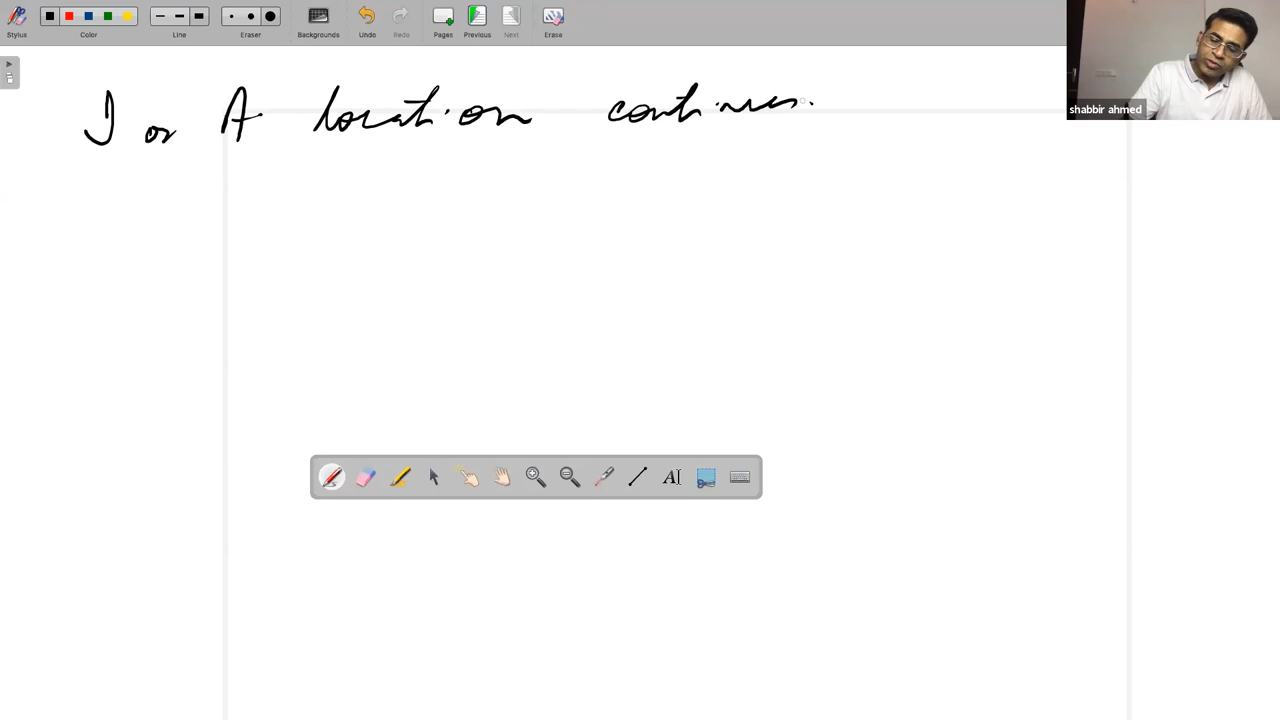 Stylus Color Line Eraser Backgrounds Undo Redo Pages Previous Next Erase
I or A location continues.
shabbir ahmed